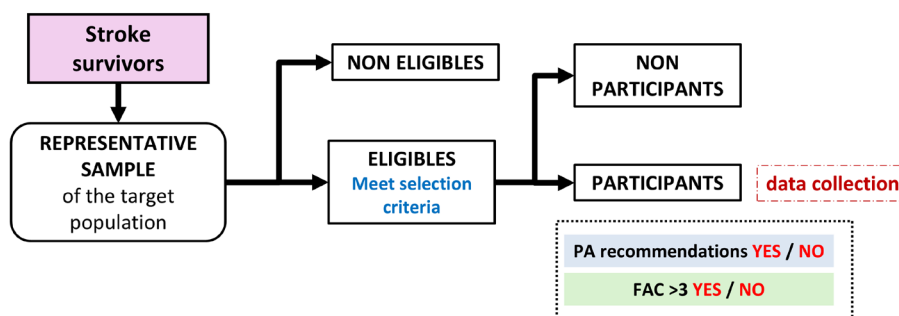 Stroke
survivors
REPRESENTATIVE
SAMPLE
of the target
population
NON ELIGIBLES
ELIGIBLES
Meet selection
criteria
NON
PARTICIPANTS
PARTICIPANTS
data collection
PA recommendations YES / NO
FAC >3 YES / NO